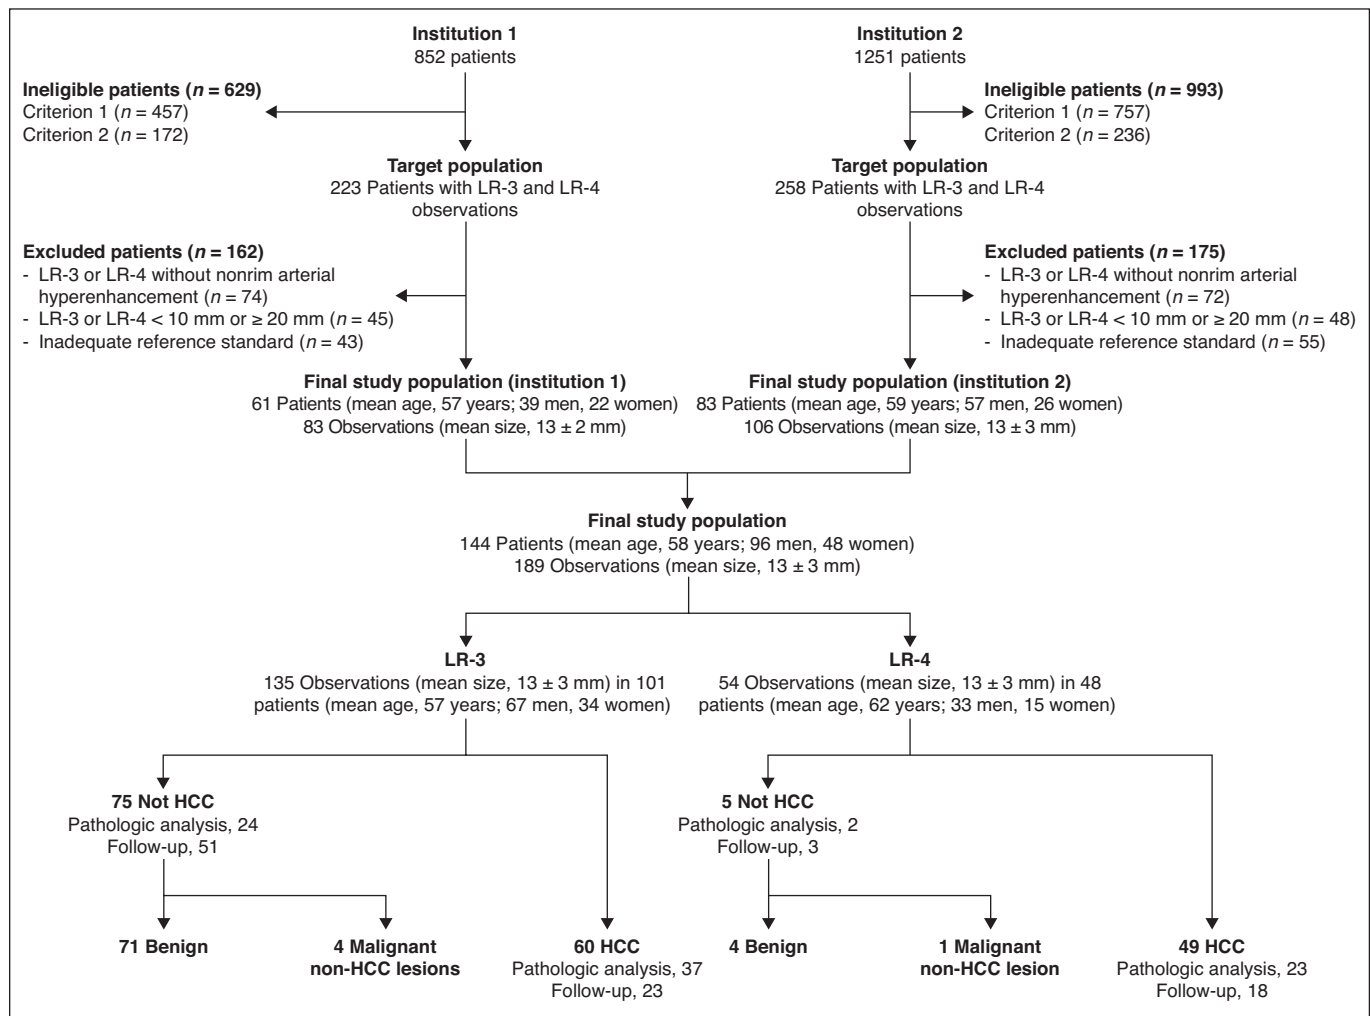 Institution 1
852 patients
Ineligible patients (n = 629)
Criterion 1 (n = 457)
Criterion 2 (n = 172)
Target population
223 Patients with LR-3 and LR-4
observations
Excluded patients (n = 162)
- LR-3 or LR-4 without nonrim arterial
hyperenhancement (n = 74)
- LR-3 or LR-4 < 10 mm or ≥ 20 mm (n = 45)
- Inadequate reference standard (n = 43)
Final study population (institution 1)
61 Patients (mean age, 57 years; 39 men, 22 women)
83 Observations (mean size, 13 ± 2 mm)
Institution 2
1251 patients
Ineligible patients (n = 993)
Criterion 1 (n = 757)
Criterion 2 (n = 236)
Target population
258 Patients with LR-3 and LR-4
observations
Excluded patients (n = 175)
- LR-3 or LR-4 without nonrim arterial
hyperenhancement (n = 72)
- LR-3 or LR-4 < 10 mm or ≥ 20 mm (n = 48)
- Inadequate reference standard (n = 55)
Final study population (institution 2)
83 Patients (mean age, 59 years; 57 men, 26 women)
106 Observations (mean size, 13 ± 3 mm)
Final study population
144 Patients (mean age, 58 years; 96 men, 48 women)
189 Observations (mean size, 13 ± 3 mm)
LR-3
135 Observations (mean size, 13 ± 3 mm) in 101
patients (mean age, 57 years; 67 men, 34 women)
75 Not HCC
Pathologic analysis, 24
Follow-up, 51
71 Benign
4 Malignant
non-HCC lesions
60 HCC
Pathologic analysis, 37
Follow-up, 23
LR-4
54 Observations (mean size, 13 ± 3 mm) in 48
patients (mean age, 62 years; 33 men, 15 women)
5 Not HCC
Pathologic analysis, 2
Follow-up, 3
4 Benign
1 Malignant
non-HCC lesion
49 HCC
Pathologic analysis, 23
Follow-up, 18